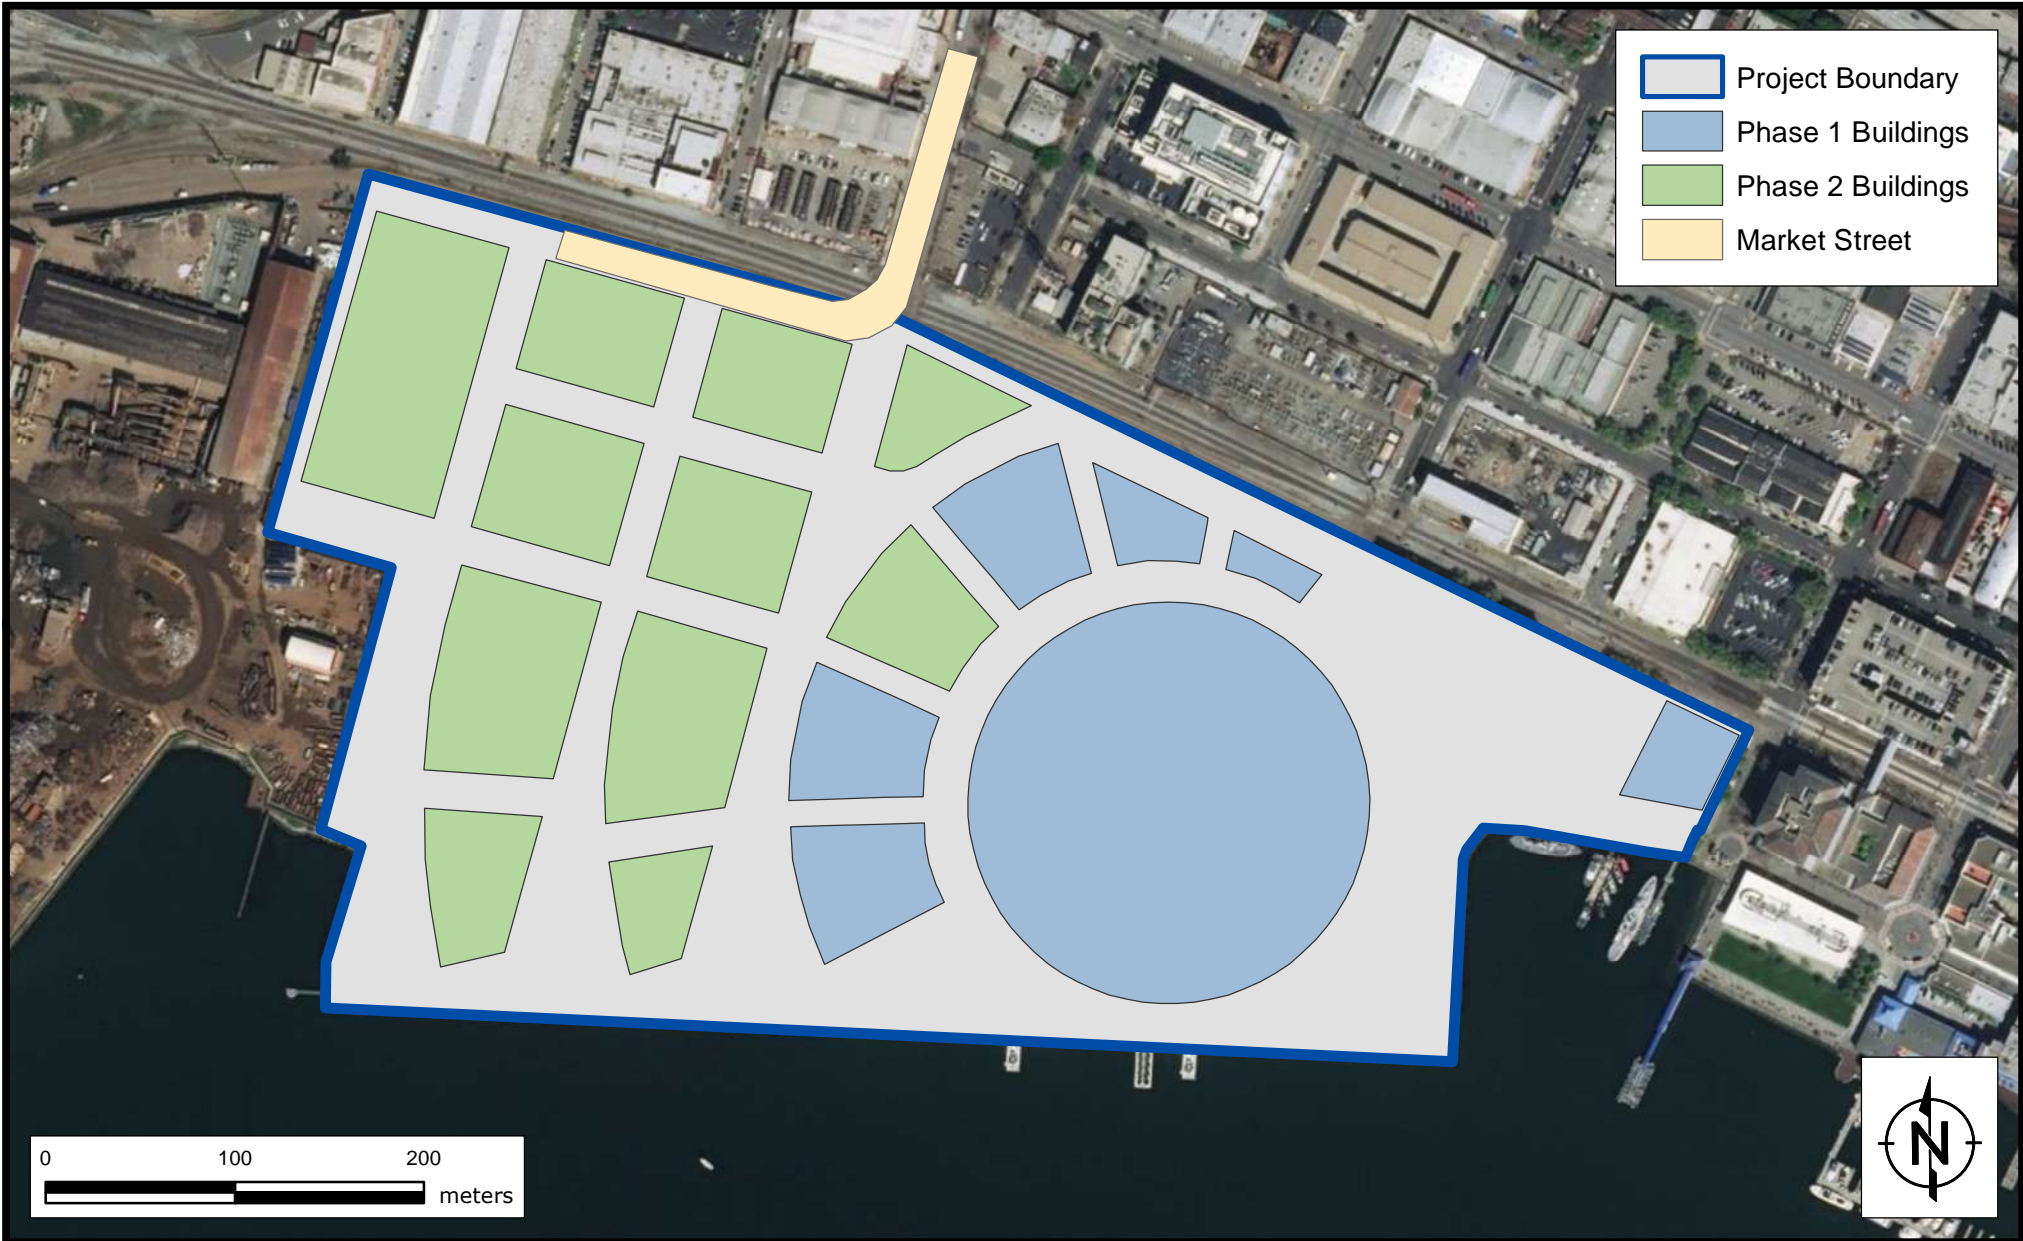 Project Boundary
Phase 1 Buildings
Phase 2 Buildings
Market Street
0 100 200
meters
N